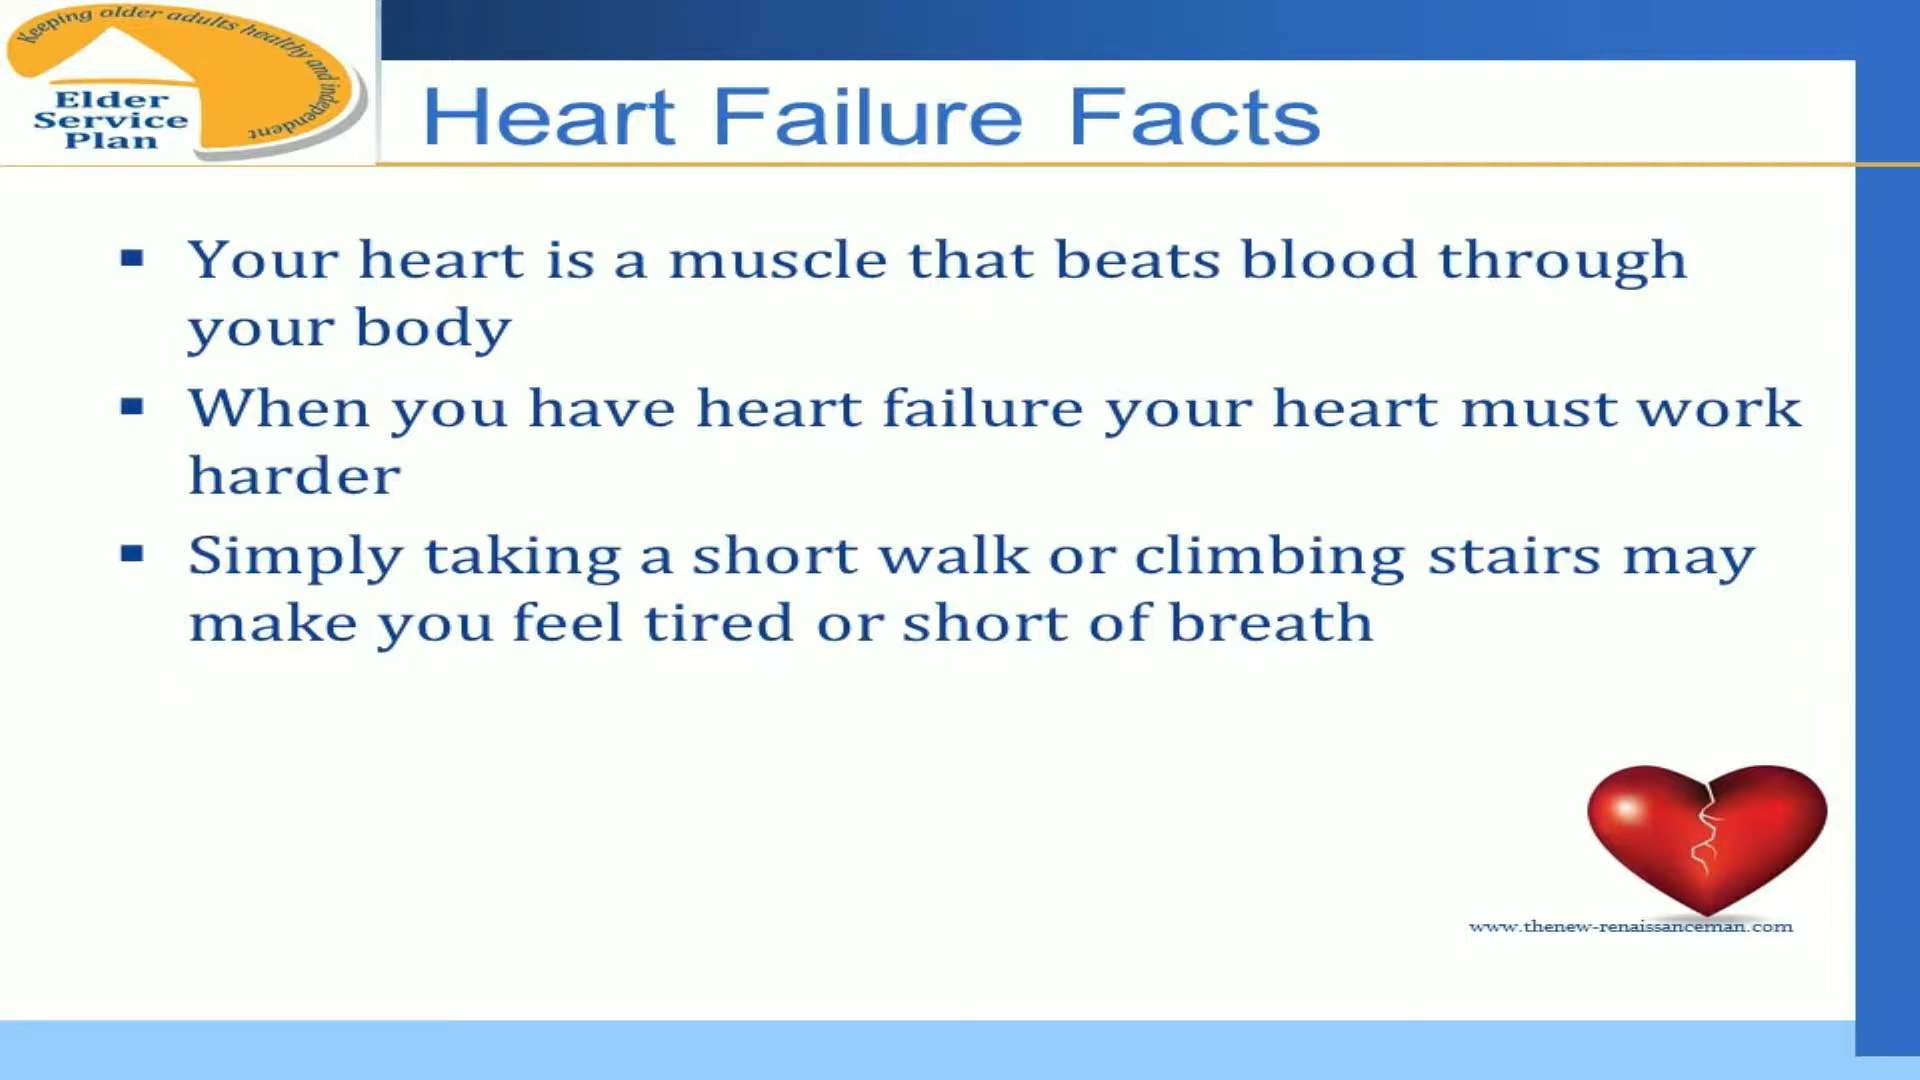 Keeping older adults healthy and independent
Elder
Service
Plan
Heart Failure Facts
▪ Your heart is a muscle that beats blood through
your body
▪ When you have heart failure your heart must work
harder
▪ Simply taking a short walk or climbing stairs may
make you feel tired or short of breath
www.thenew-renaissanceman.com